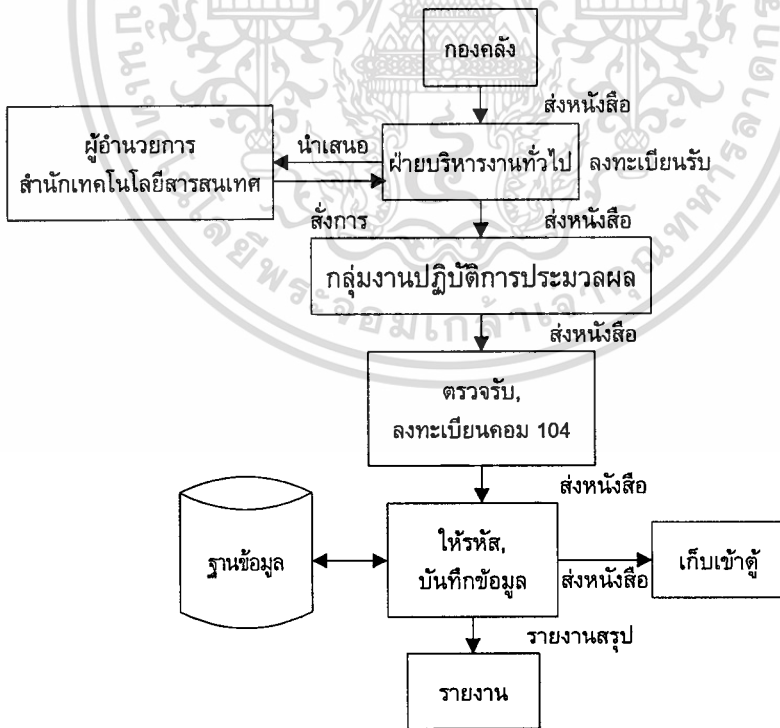 กองคลัง
ส่งหนังสือ
ผู้อำนวยการ
สำนักเทคโนโลยีสารสนเทศ
นำเสนอ
ฝ่ายบริหารงานทั่วไป
ลงทะเบียนรับ
สั่งการ
ส่งหนังสือ
กลุ่มงานปฏิบัติการประมวลผล
ส่งหนังสือ
ตรวจรับ,
ลงทะเบียนคอม 104
ส่งหนังสือ
ฐานข้อมูล
ให้รหัส,
บันทึกข้อมูล
ส่งหนังสือ
เก็บเข้าตู้
รายงานสรุป
รายงาน